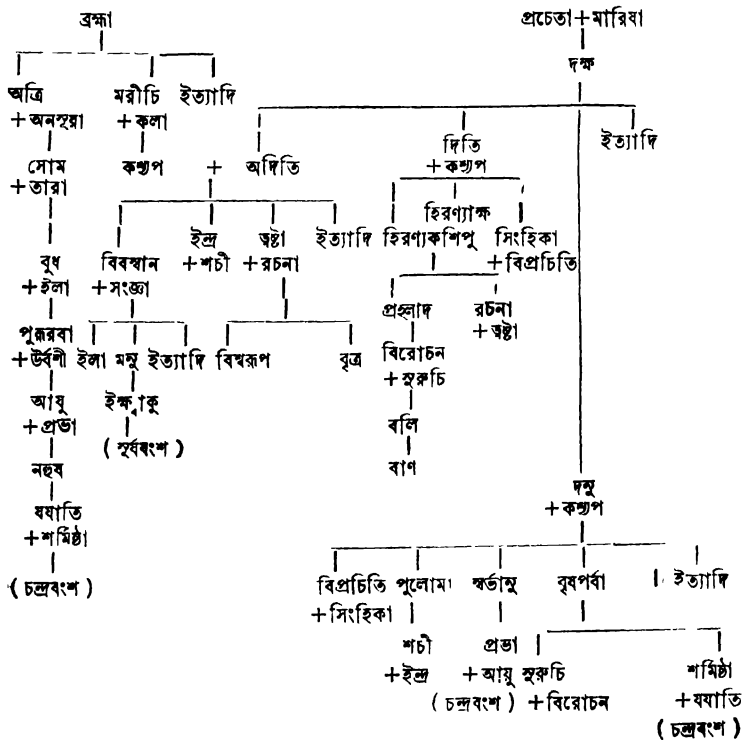 ব্রহ্মা প্রচেতা + মারিষা
দক্ষ
অত্রি মরীচি ইত্যাদি
+ অনসূয়া + কলা
ইত্যাদি
দিতি
সোম কশ্যপ + অদিতি + কশ্যপ
+ তারা
হিরণ্যাক্ষ
ইন্দ্র ত্বষ্টা ইত্যাদি হিরণ্যকশিপু সিংহিকা
বুধ বিবস্বান + শচী + রচনা + বিপ্রচিতি
+ ইলা + সংজ্ঞা
প্রহ্লাদ রচনা
পুরূরবা + ত্বষ্টা
+ উর্বশী ইলা মনু ইত্যাদি বিশ্বরূপ বৃত্র বিরোচন
+ সুরুচি
আয়ু ইক্ষ্বাকু
+ প্রভা বলি
( সূর্যবংশ )
নহুষ বাণ
দনু
যযাতি + কশ্যপ
+ শর্মিষ্ঠা
( চন্দ্রবংশ ) বিপ্রচিতি পুলোমা স্বর্ভানু বৃষপর্বা ইত্যাদি
+ সিংহিকা
শচী প্রভা সুরুচি শর্মিষ্ঠা
+ ইন্দ্র + আয়ু + বিরোচন + যযাতি
( চন্দ্রবংশ ) ( চন্দ্রবংশ )